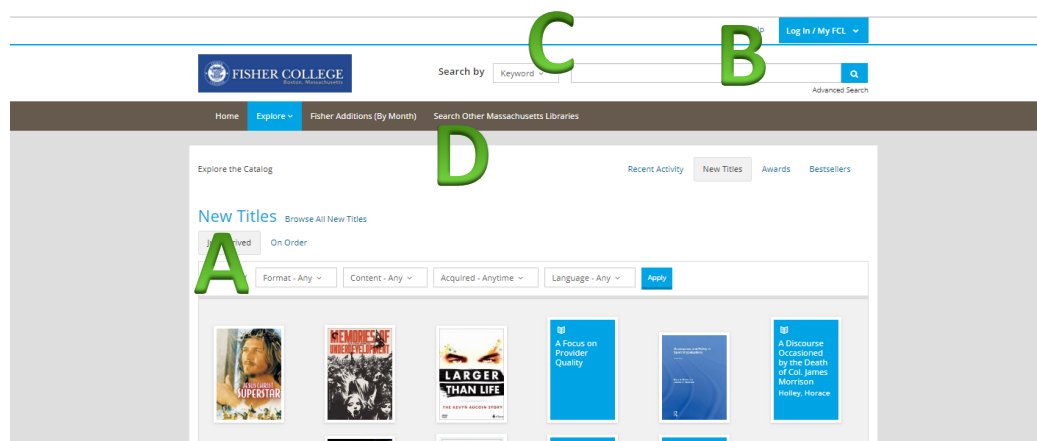 C
B
Log In / My FCL
FISHER COLLEGE
Boston, Massachusetts
Search by
Keyword
Advanced Search
Home
Explore
Fisher Additions (By Month)
Search Other Massachusetts Libraries
D
Explore the Catalog
Recent Activity
New Titles
Awards
Bestsellers
New Titles
Browse All New Titles
On Order
A
Format - Any
Content - Any
Acquired - Anytime
Language - Any
Apply
JESUS CHRIST
SUPERSTAR
MEMORIES OF
UNDERDEVELOPMENT
LARGER
THAN LIFE
THE KEVYN AUCOIN STORY
A Focus on
Provider
Quality
A Discourse
Occasioned
by the Death
of Col. James
Morrison
Holley, Horace